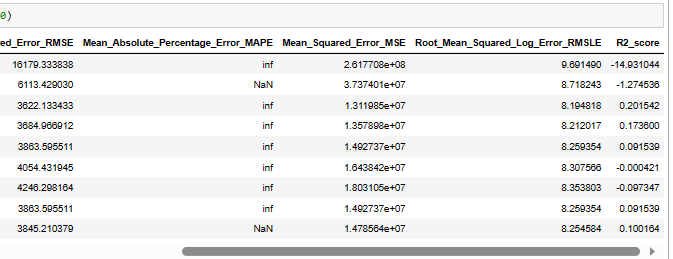 0)
ed_Error_RMSE Mean_Absolute_Percentage_Error_MAPE Mean_Squared_Error_MSE Root_Mean_Squared_Log_Error_RMSLE R2_score
16179.333838 inf 2.617708e+08 9.691490 -14.931044
6113.429030 NaN 3.737401e+07 8.718243 -1.274536
3622.133433 inf 1.311985e+07 8.194818 0.201542
3684.966912 inf 1.357898e+07 8.212017 0.173600
3863.595511 inf 1.492737e+07 8.259354 0.091539
4054.431945 inf 1.643842e+07 8.307566 -0.000421
4246.298164 inf 1.803105e+07 8.353803 -0.097347
3863.595511 inf 1.492737e+07 8.259354 0.091539
3845.210379 NaN 1.478564e+07 8.254584 0.100164